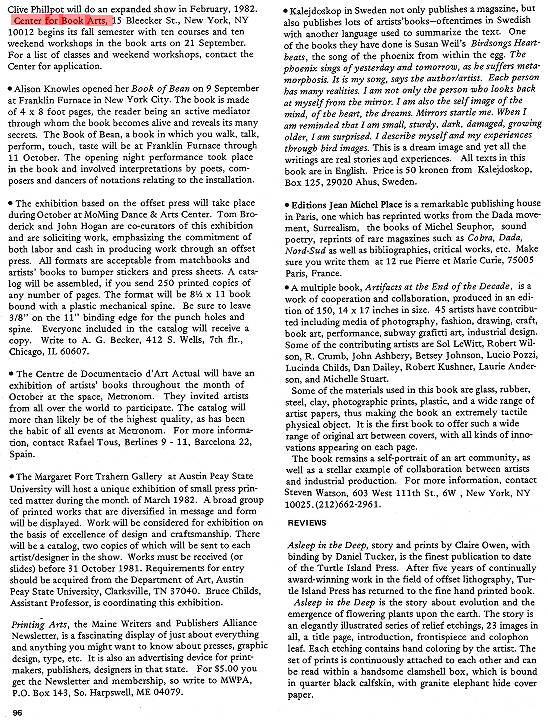 Clive Phillpot will do an expanded show in February, 1982.
Center for Book Arts, 15 Bleecker St., New York, NY
10012 begins its fall semester with ten courses and ten
weekend workshops in the book arts on 21 September.
For a list of classes and weekend workshops, contact the
Center for application.
• Alison Knowles opened her Book of Bean on 9 September
at Franklin Furnace in New York City. The book is made
of 4 x 8 foot pages, the reader being an active mediator
through whom the book becomes alive and reveals its many
secrets. The Book of Bean, a book in which you walk, talk,
perform, touch, taste will be at Franklin Furnace through
11 October. The opening night performance took place
in the book and involved interpretations by poets, com-
posers and dancers of notations relating to the installation.
• The exhibition based on the offset press will take place
during October at MoMing Dance & Arts Center. Tom Bro-
derick and John Hogan are co-curators of this exhibition
and are soliciting work, emphasizing the commitment of
both labor and cash in producing work through an offset
press. All formats are acceptable from matchbooks and
artists' books to bumper stickers and press sheets. A cata-
log will be assembled, if you send 250 printed copies of
any number of pages. The format will be 8½ x 11 book
bound with a plastic mechanical spine. Be sure to leave
3/8" on the 11" binding edge for the punch holes and
spine. Everyone included in the catalog will receive a
copy. Write to A. G. Becker, 412 S. Wells, 7th flr.,
Chicago, IL 60607.
• The Centre de Documentacio d'Art Actual will have an
exhibition of artists' books throughout the month of
October at the space, Metronom. They invited artists
from all over the world to participate. The catalog will
more than likely be of the highest quality, as has been
the habit of all events at Metronom. For more informa-
tion, contact Rafael Tous, Berlines 9 - 11, Barcelona 22,
Spain.
• The Margaret Fort Trahern Gallery at Austin Peay State
University will host a unique exhibition of small press prin-
ted matter during the month of March 1982. A broad group
of printed works that are diversified in message and form
will be displayed. Work will be considered for exhibition on
the basis of excellence of design and craftsmanship. There
will be a catalog, two copies of which will be sent to each
artist/designer in the show. Works must be received (or
slides) before 31 October 1981. Requirements for entry
should be acquired from the Department of Art, Austin
Peay State University, Clarksville, TN 37040. Bruce Childs,
Assistant Professor, is coordinating this exhibition.
Printing Arts, the Maine Writers and Publishers Alliance
Newsletter, is a fascinating display of just about everything
and anything you might want to know about presses, graphic
design, type, etc. It is also an advertising device for print-
makers, publishers, designers in that state. For $5.00 you
get the Newsletter and membership, so write to MWPA,
P.O. Box 143, So. Harpswell, ME 04079.
96
• Kalejdoskop in Sweden not only publishes a magazine, but
also publishes lots of artists'books—oftentimes in Swedish
with another language used to summarize the text. One
of the books they have done is Susan Weil's Birdsongs Heart-
beats, the song of the phoenix from within the egg. The
phoenix sings of yesterday and tomorrow, as he suffers meta-
morphosis. It is my song, says the author/artist. Each person
has many realities. I am not only the person who looks back
at myself from the mirror. I am also the self image of the
mind, of the heart, the dreams. Mirrors startle me. When I
am reminded that I am small, sturdy, dark, damaged, growing
older, I am surprised. I describe myself and my experiences
through bird images. This is a dream image and yet all the
writings are real stories and experiences. All texts in this
book are in English. Price is 50 kronen from Kalejdoskop,
Box 125, 29020 Ahus, Sweden.
• Editions Jean Michel Place is a remarkable publishing house
in Paris, one which has reprinted works from the Dada move-
ment, Surrealism, the books of Michel Seuphor, sound
poetry, reprints of rare magazines such as Cobra, Dada,
Nord-Sud as well as bibliographies, critical works, etc. Make
sure you write them at 12 rue Pierre et Marie Curie, 75005
Paris, France.
• A multiple book, Artifacts at the End of the Decade, is a
work of cooperation and collaboration, produced in an edi-
tion of 150, 14 x 17 inches in size. 45 artists have contribu-
ted including media of photography, fashion, drawing, craft,
book art, performance, subway grafitti art, industrial design.
Some of the contributing artists are Sol LeWitt, Robert Wil-
son, R. Crumb, John Ashbery, Betsey Johnson, Lucio Pozzi,
Lucinda Childs, Dan Dailey, Robert Kushner, Laurie Ander-
son, and Michelle Stuart.
Some of the materials used in this book are glass, rubber,
steel, clay, photographic prints, plastic, and a wide range of
artist papers, thus making the book an extremely tactile
physical object. It is the first book to offer such a wide
range of original art between covers, with all kinds of inno-
vations appearing on each page.
The book remains a self-portrait of an art community, as
well as a stellar example of collaboration between artists
and industrial production. For more information, contact
Steven Watson, 603 West 111th St., 6W , New York, NY
10025.(212)662-2961.
REVIEWS
Asleep in the Deep, story and prints by Claire Owen, with
binding by Daniel Tucker, is the finest publication to date
of the Turtle Island Press. After five years of continually
award-winning work in the field of offset lithography, Tur-
tle Island Press has returned to the fine hand printed book.
Asleep in the Deep is the story about evolution and the
emergence of flowering plants upon the earth. The story is
an elegantly illustrated series of relief etchings, 23 images in
all, a title page, introduction, frontispiece and colophon
leaf. Each etching contains hand coloring by the artist. The
set of prints is continuously attached to each other and can
be read within a handsome clamshell box, which is bound
in quarter black calfskin, with granite elephant hide cover
paper.